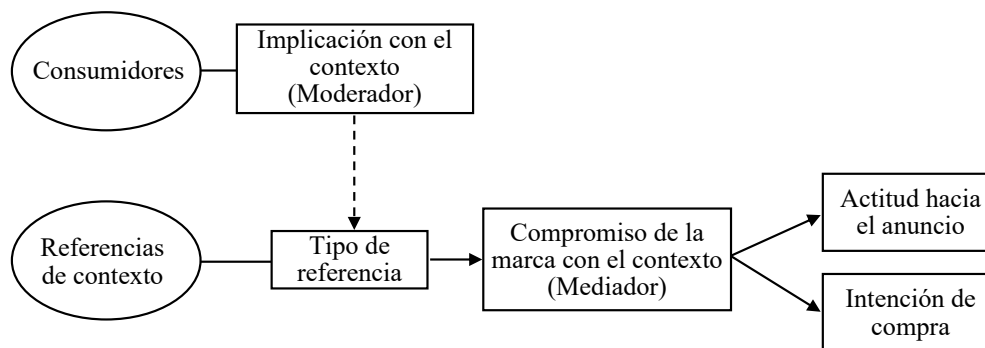 Consumidores
Implicación con el
contexto
(Moderador)
Referencias
de contexto
Tipo de
referencia
Compromiso de la
marca con el contexto
(Mediador)
Actitud hacia
el anuncio
Intención de
compra